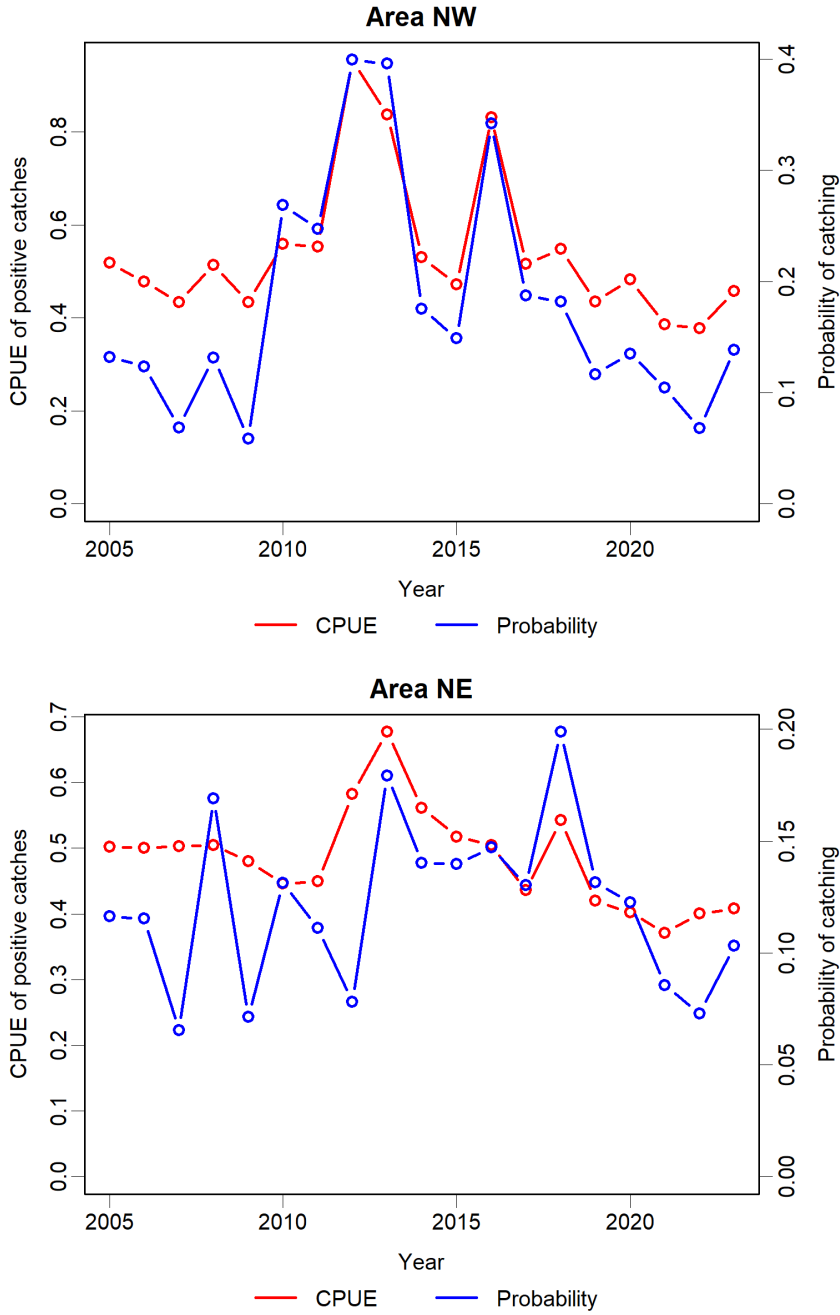 Area NW
CPUE of positive catches
0.0 0.2 0.4 0.6 0.8
Probability of catching
0.0 0.1 0.2 0.3 0.4
2005 2010 2015 2020
Year
CPUE Probability
Area NE
CPUE of positive catches
0.0 0.1 0.2 0.3 0.4 0.5 0.6 0.7
Probability of catching
0.00 0.05 0.10 0.15 0.20
2005 2010 2015 2020
Year
CPUE Probability